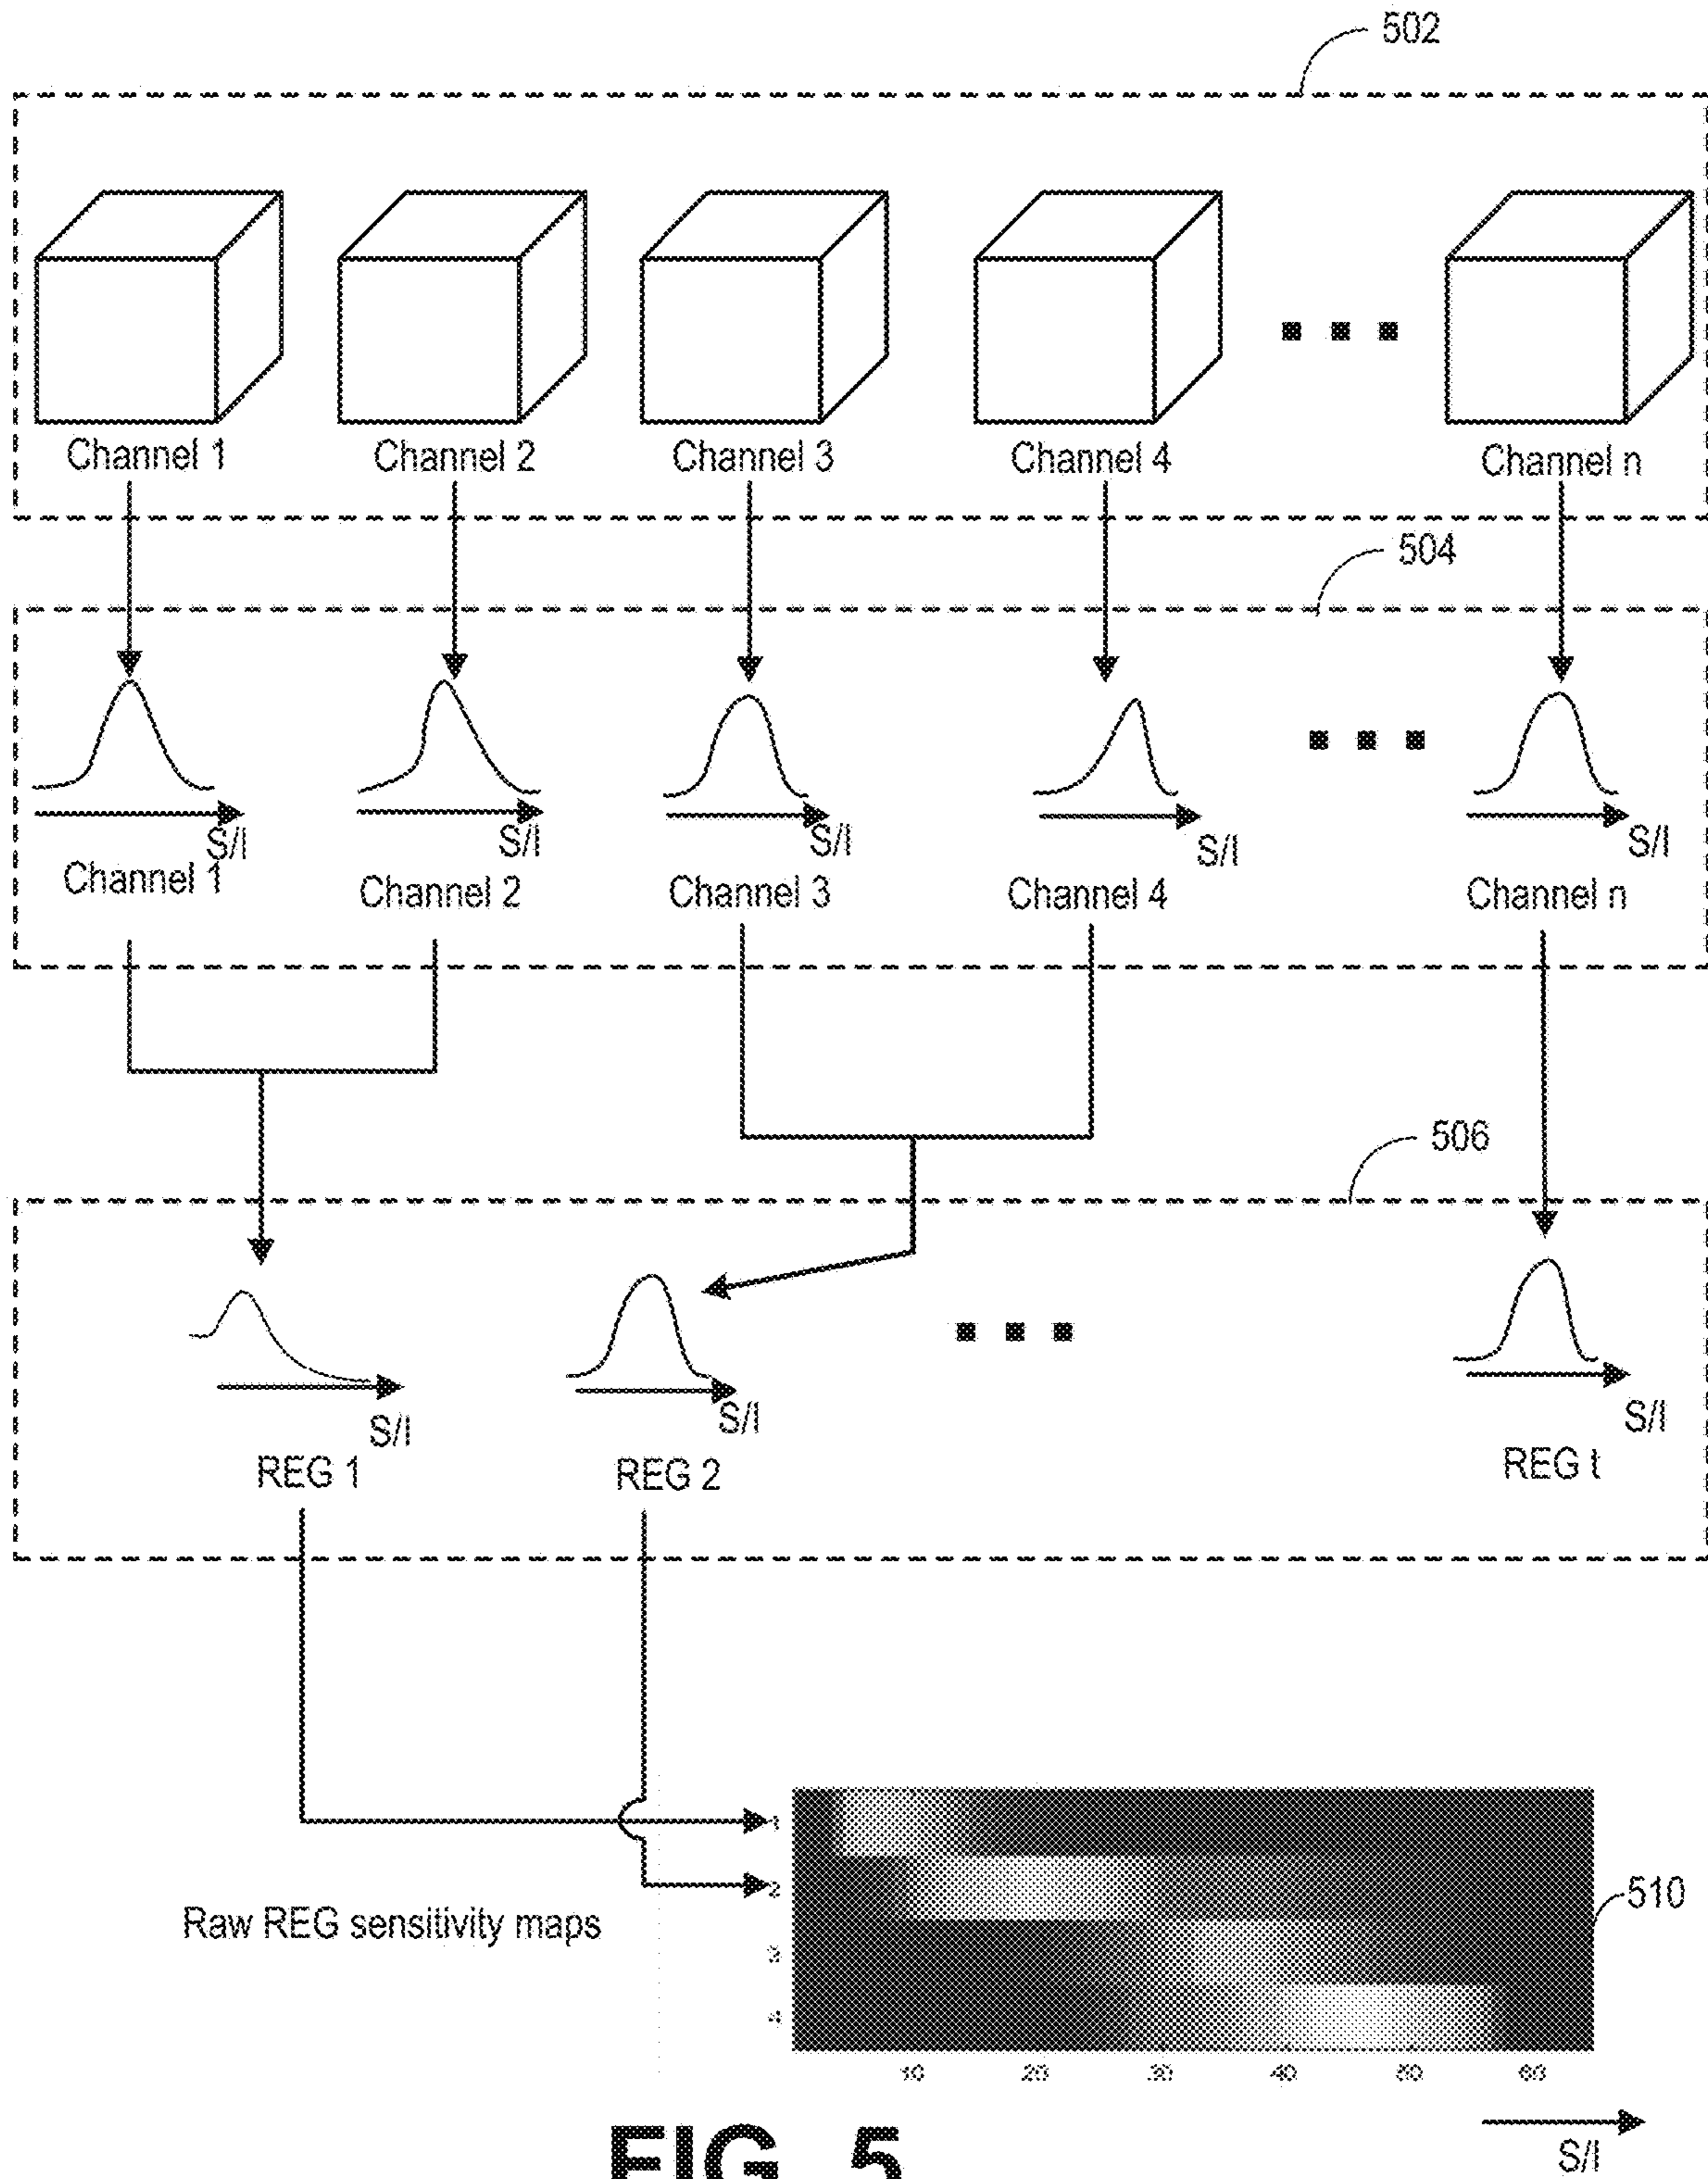 502
Channel 1 Channel 2 Channel 3 Channel 4 Channel n
504
S/I S/I S/I S/I S/I
Channel 1 Channel 2 Channel 3 Channel 4 Channel n
506
S/I S/I S/I
REG 1 REG 2 REG t
1
2
510
Raw REG sensitivity maps
3
4
10 20 30 40 50 60
S/I
FIG. 5